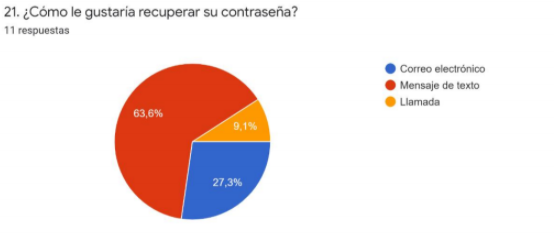 21. ¿Cómo le gustaría recuperar su contraseña?
11 respuestas
Correo electrónico
Mensaje de texto
Llamada
63,6%
9,1%
27,3%